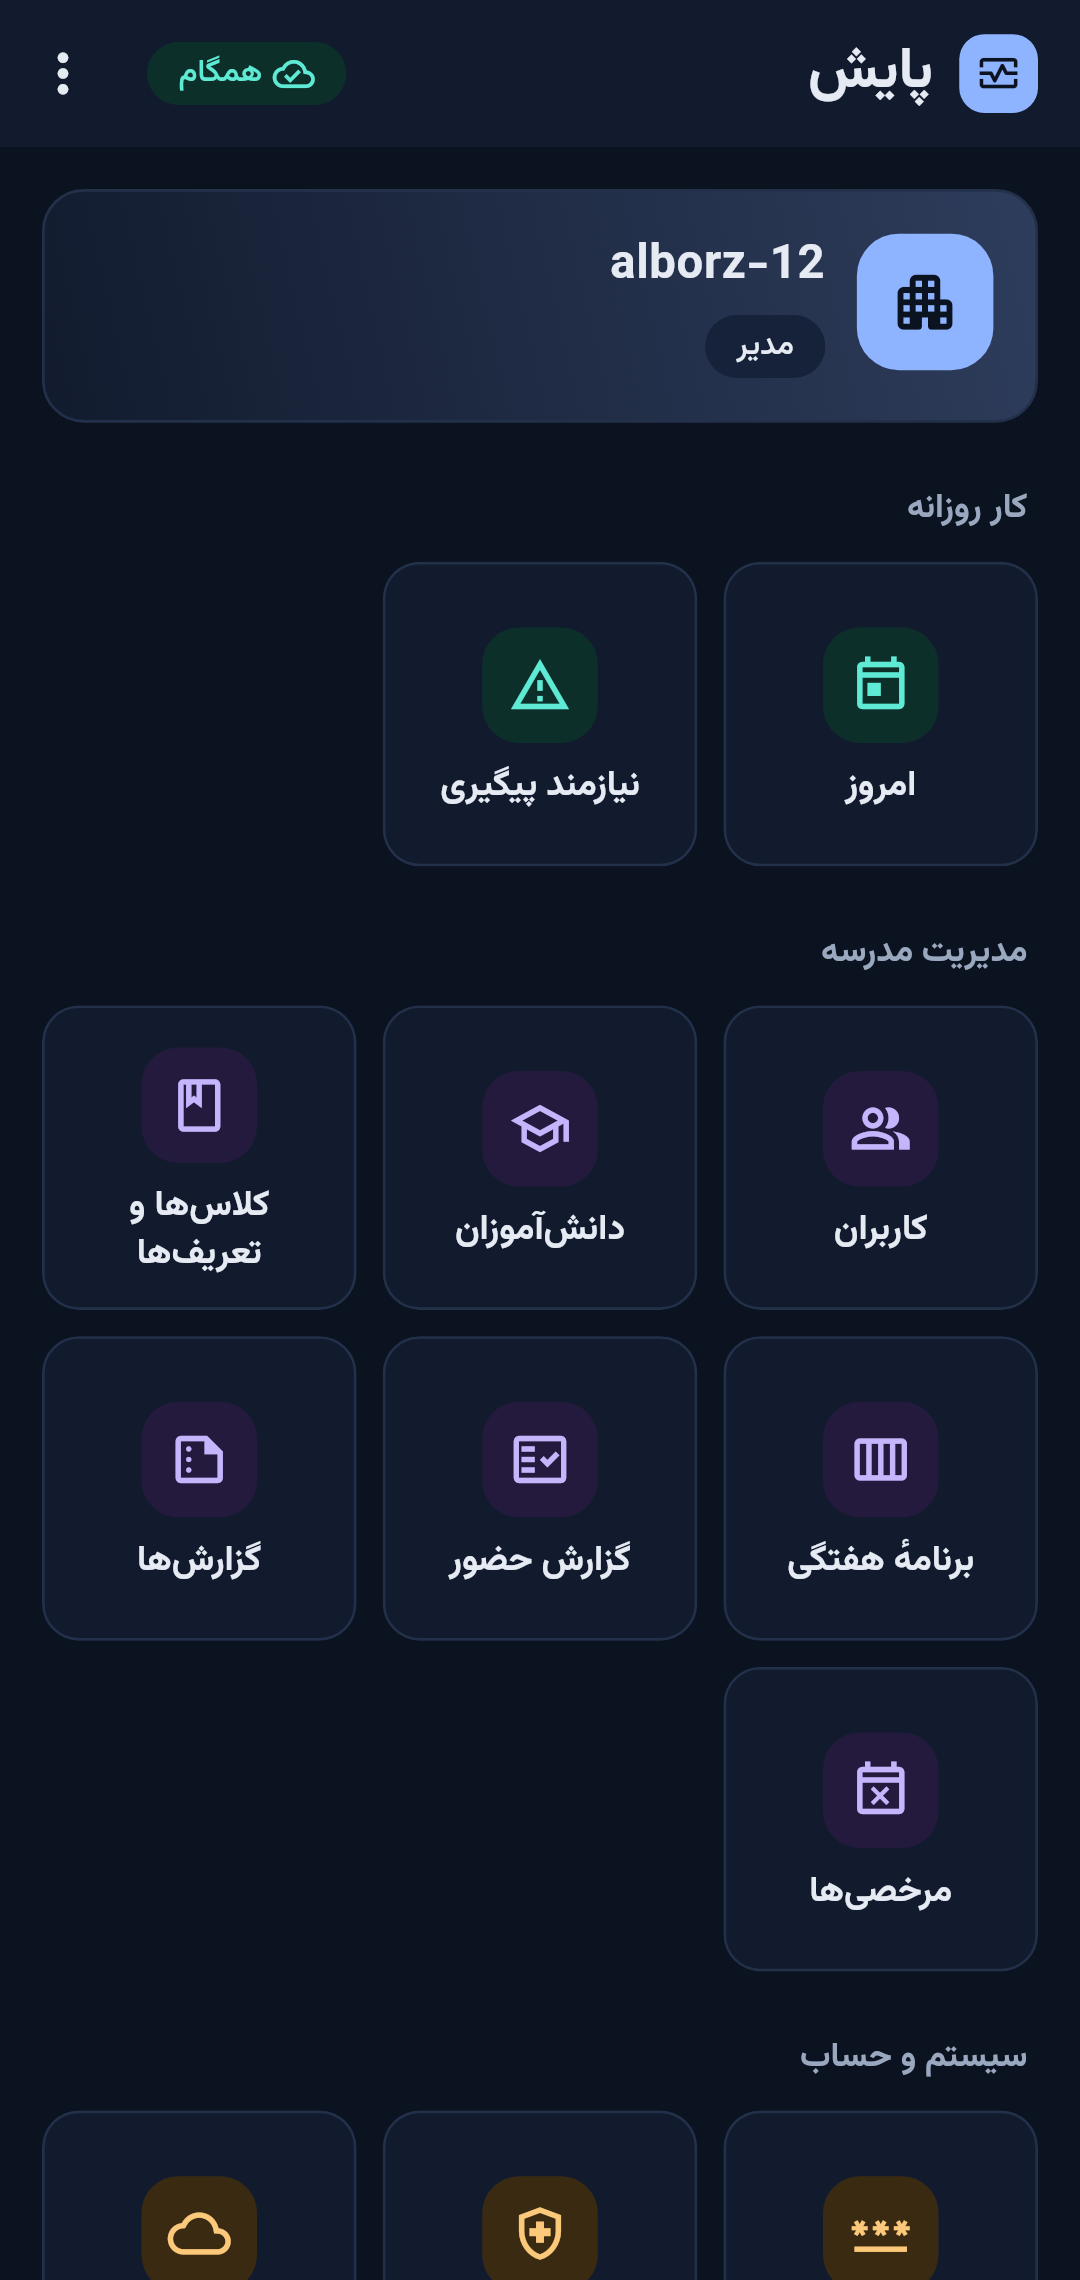 پایش
همگام
alborz-12
مدیر
کار روزانه
امروز
نیازمند پیگیری
مدیریت مدرسه
کاربران
دانش‌آموزان
کلاس‌ها و
تعریف‌ها
برنامهٔ هفتگی
گزارش حضور
گزارش‌ها
مرخصی‌ها
سیستم و حساب